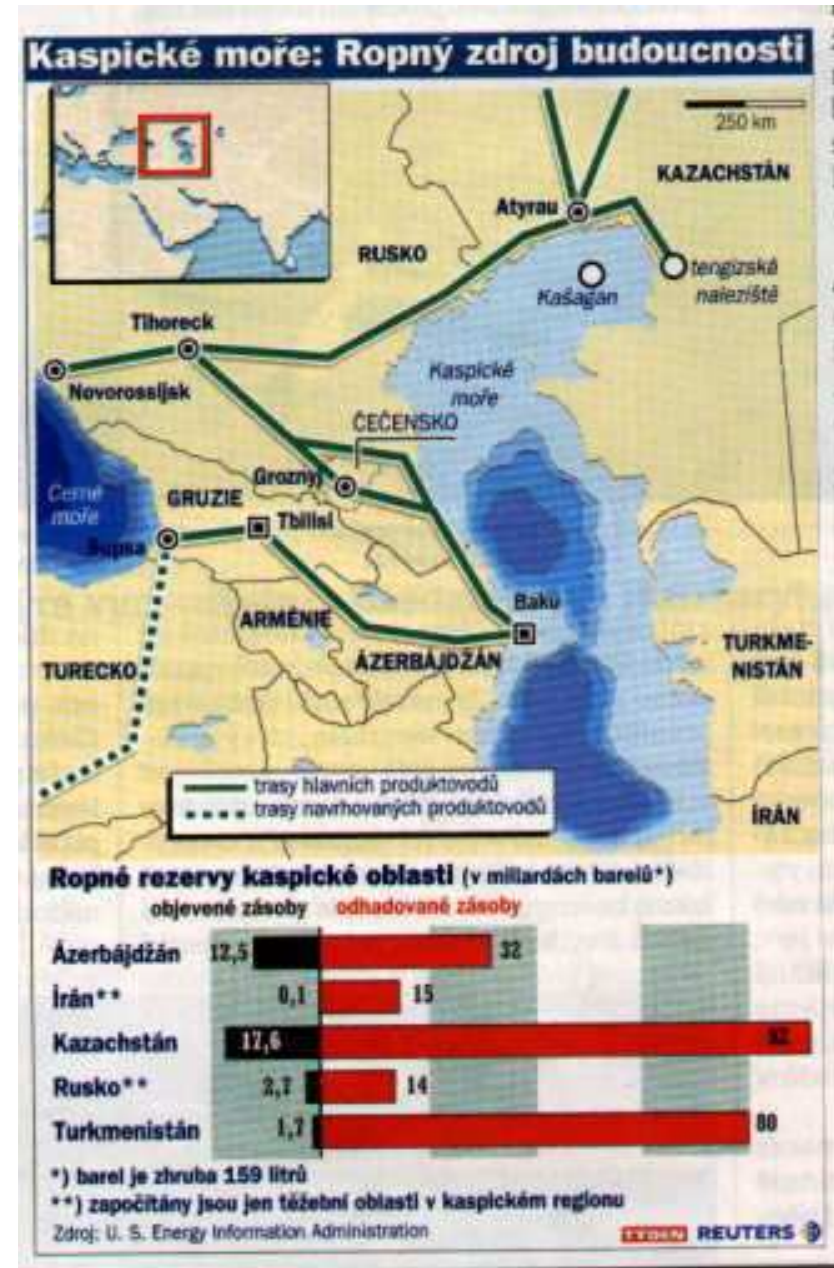 Kaspické moře: Ropný zdroj budoucnosti
250 km
KAZACHSTÁN
Atyrau
RUSKO
tengizská
naleziště
Kašagan
Tihoreck
Kaspické
moře
Novorossijsk
ČEČENSKO
Groznyj
Černé
moře
GRUZIE
Tbilisi
Supsa
Baku
ARMÉNIE
TURKME-
NISTÁN
TURECKO
ÁZERBÁJDŽÁN
trasy hlavních produktovodů
trasy navrhovaných produktovodů
ÍRÁN
Ropné rezervy kaspické oblasti (v miliardách barelů*)
objevené zásoby odhadované zásoby
Ázerbájdžán 12,5 32
Írán** 0,1 15
Kazachstán 17,6 92
Rusko** 2,7 14
Turkmenistán 1,7 80
*) barel je zhruba 159 litrů
**) započítány jsou jen těžební oblasti v kaspickém regionu
Zdroj: U. S. Energy Information Administration
TÝDEN REUTERS